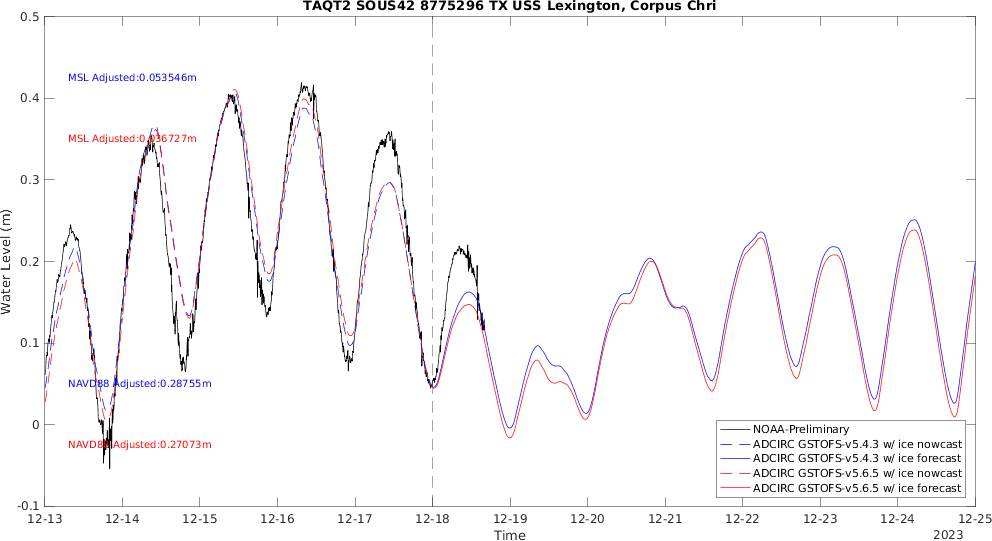 TAQT2 SOUS42 8775296 TX USS Lexington, Corpus Chri
0.5
0.4
0.3
0.2
0.1
0
-0.1
Water Level (m)
MSL Adjusted:0.053546m
MSL Adjusted:0.036727m
NAVD88 Adjusted:0.28755m
NAVD88 Adjusted:0.27073m
NOAA-Preliminary
ADCIRC GSTOFS-v5.4.3 w/ ice nowcast
ADCIRC GSTOFS-v5.4.3 w/ ice forecast
ADCIRC GSTOFS-v5.6.5 w/ ice nowcast
ADCIRC GSTOFS-v5.6.5 w/ ice forecast
12-13 12-14 12-15 12-16 12-17 12-18 12-19 12-20 12-21 12-22 12-23 12-24 12-25
Time
2023